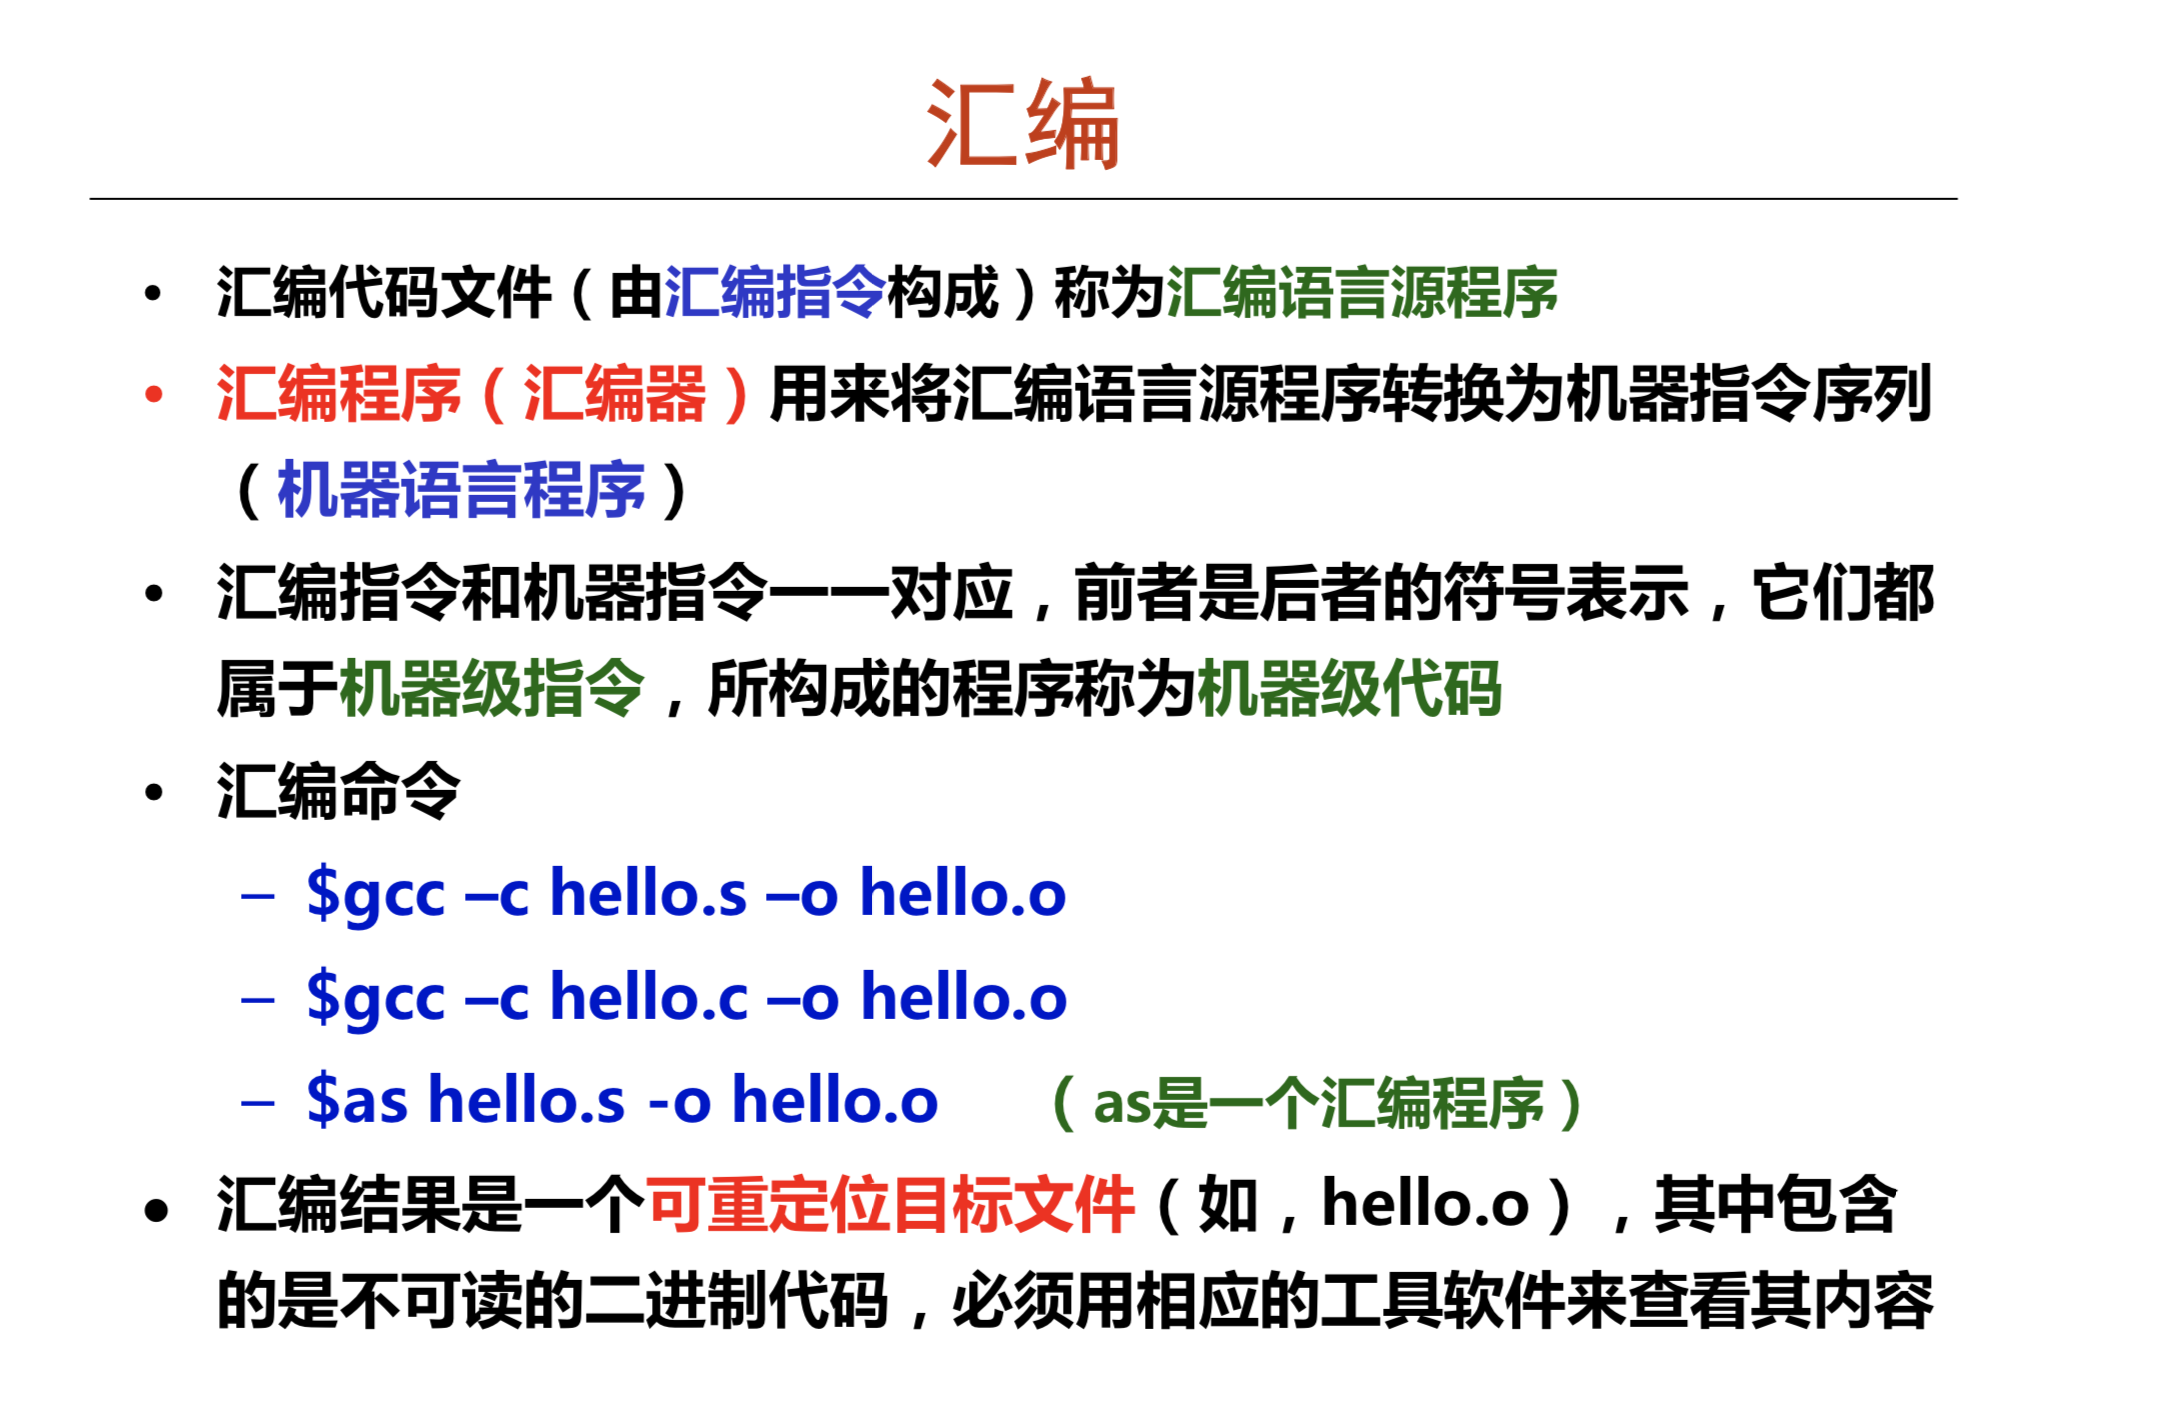 汇编
• 汇编代码文件（由汇编指令构成）称为汇编语言源程序
• 汇编程序（汇编器）用来将汇编语言源程序转换为机器指令序列
（机器语言程序）
• 汇编指令和机器指令一一对应，前者是后者的符号表示，它们都
属于机器级指令，所构成的程序称为机器级代码
• 汇编命令
– $gcc –c hello.s –o hello.o
– $gcc –c hello.c –o hello.o
– $as hello.s -o hello.o （as是一个汇编程序）
• 汇编结果是一个可重定位目标文件（如，hello.o），其中包含
的是不可读的二进制代码，必须用相应的工具软件来查看其内容